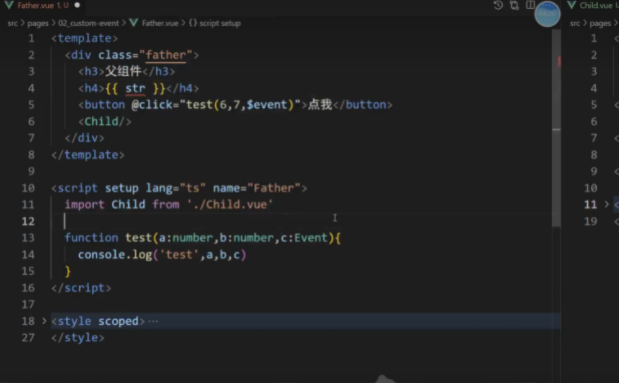 Father.vue 1, U
Child.vue U
src > pages > 02_custom-event > Father.vue > {} script setup
src > pages >
1 <template>
2 <div class="father">
3 <h3>父组件</h3>
4 <h4>{{ str }}</h4>
5 <button @click="test(6,7,$event)">点我</button>
6 <Child/>
7 </div>
8 </template>
9
10 <script setup lang="ts" name="Father">
11 import Child from './Child.vue'
12
13 function test(a:number,b:number,c:Event){
14 console.log('test',a,b,c)
15 }
16 </script>
17
18 > <style scoped>…
27 </style>
1 <
2
3
4
5 <
6
7 <
8
9 <
10
11 > <
19